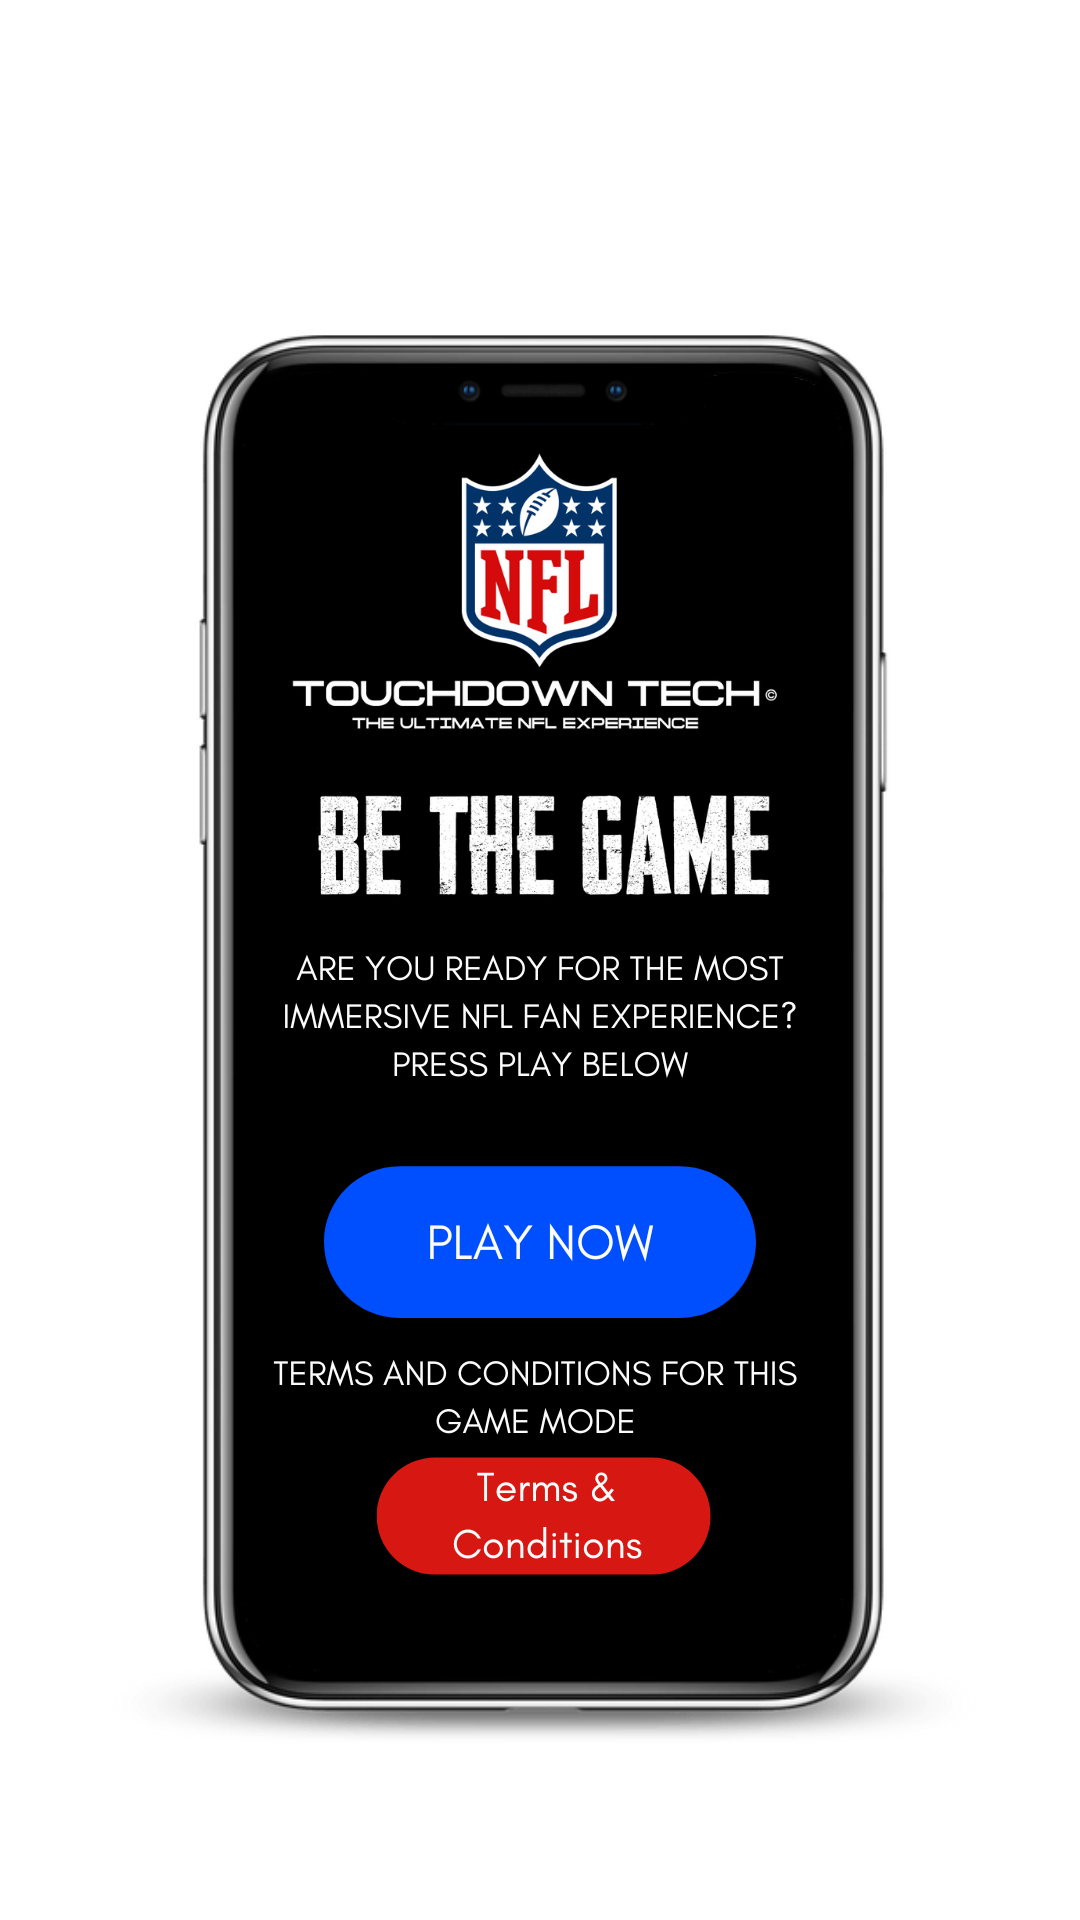 NFL
TOUCHDOWN TECH©
THE ULTIMATE NFL EXPERIENCE
BE THE GAME
ARE YOU READY FOR THE MOST
IMMERSIVE NFL FAN EXPERIENCE?
PRESS PLAY BELOW
PLAY NOW
TERMS AND CONDITIONS FOR THIS
GAME MODE
Terms &
Conditions